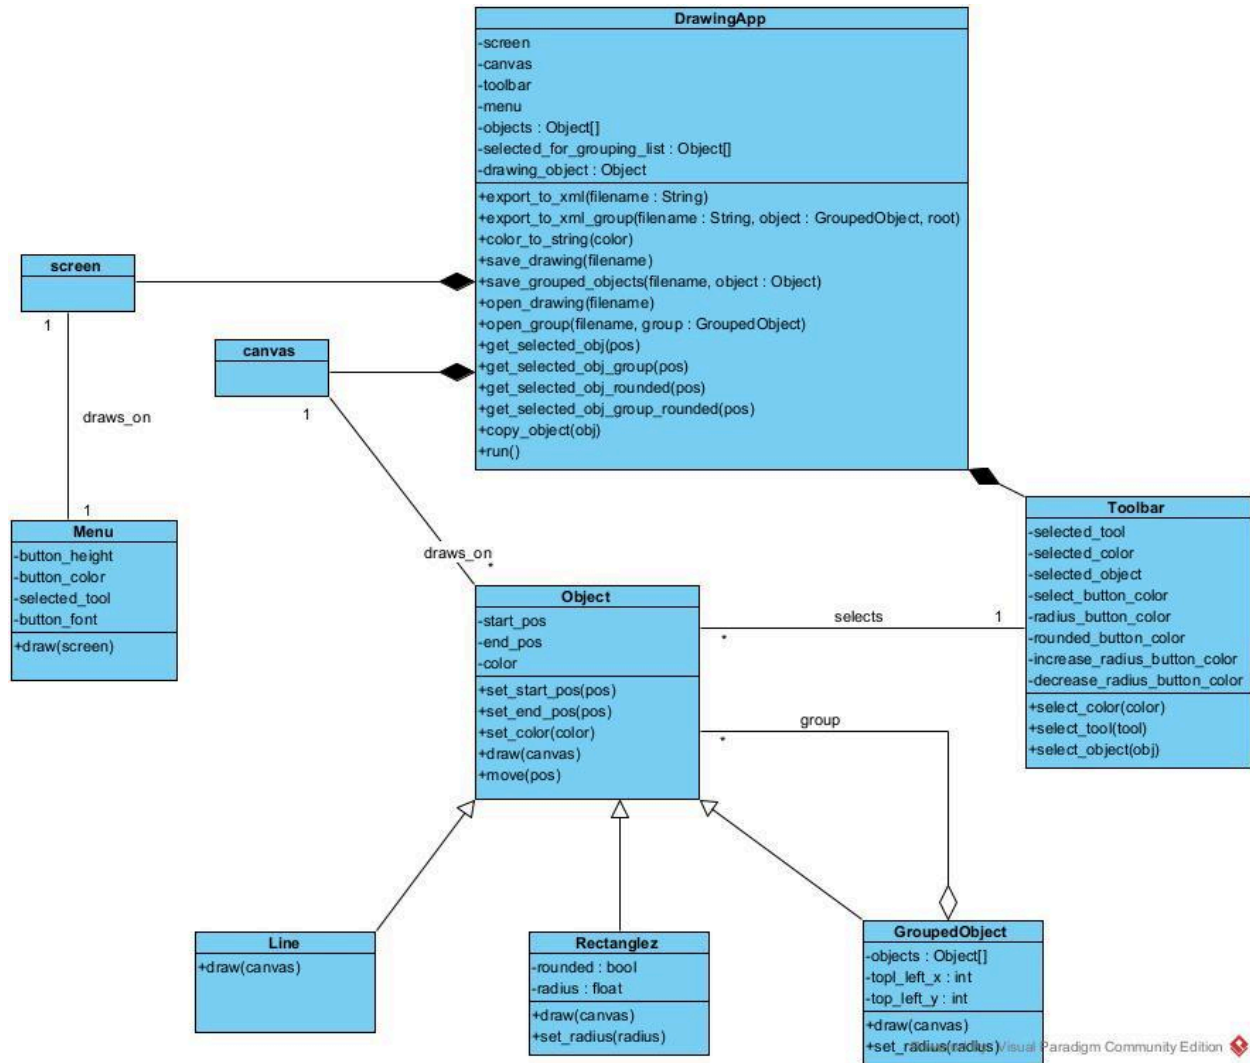 DrawingApp
-screen
-canvas
-toolbar
-menu
-objects : Object[]
-selected_for_grouping_list : Object[]
-drawing_object : Object
+export_to_xml(filename : String)
+export_to_xml_group(filename : String, object : GroupedObject, root)
+color_to_string(color)
+save_drawing(filename)
+save_grouped_objects(filename, object : Object)
+open_drawing(filename)
+open_group(filename, group : GroupedObject)
+get_selected_obj(pos)
+get_selected_obj_group(pos)
+get_selected_obj_rounded(pos)
+get_selected_obj_group_rounded(pos)
+copy_object(obj)
+run()
screen
1
draws_on
1
canvas
1
draws_on
*
Menu
-button_height
-button_color
-selected_tool
-button_font
+draw(screen)
Toolbar
-selected_tool
-selected_color
-selected_object
-select_button_color
-radius_button_color
-rounded_button_color
-increase_radius_button_color
-decrease_radius_button_color
+select_color(color)
+select_tool(tool)
+select_object(obj)
Object
-start_pos
-end_pos
-color
+set_start_pos(pos)
+set_end_pos(pos)
+set_color(color)
+draw(canvas)
+move(pos)
selects
1
*
group
*
Line
+draw(canvas)
Rectanglez
-rounded : bool
-radius : float
+draw(canvas)
+set_radius(radius)
GroupedObject
-objects : Object[]
-topl_left_x : int
-top_left_y : int
+draw(canvas)
+set_radius(radius)
Visual Paradigm Community Edition